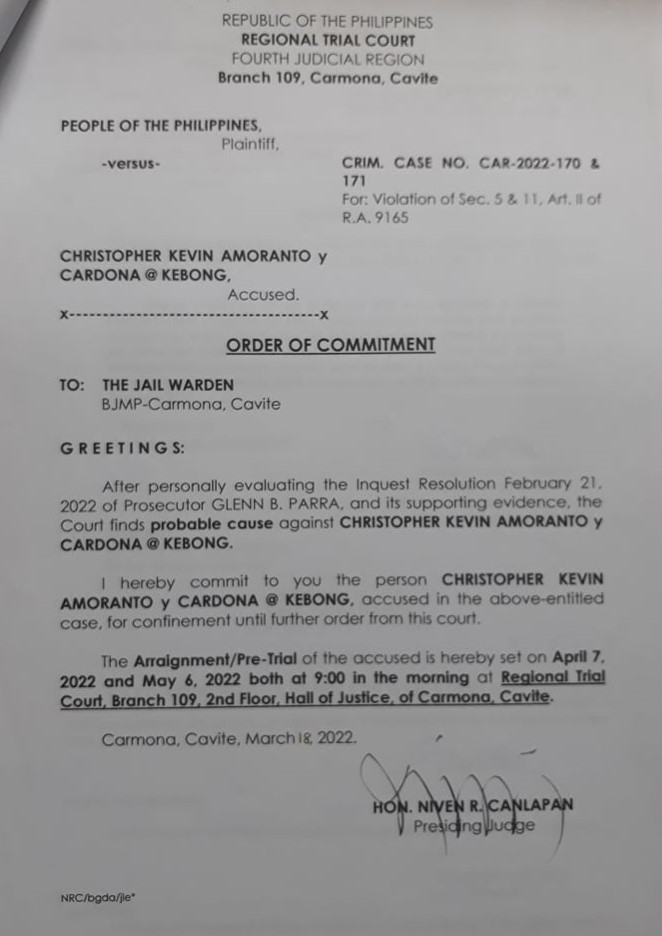 REPUBLIC OF THE PHILIPPINES
REGIONAL TRIAL COURT
FOURTH JUDICIAL REGION
Branch 109, Carmona, Cavite
PEOPLE OF THE PHILIPPINES,
Plaintiff,
-versus-
CRIM. CASE NO. CAR-2022-170 &
171
For: Violation of Sec. 5 & 11, Art. II of
R.A. 9165
CHRISTOPHER KEVIN AMORANTO y
CARDONA @ KEBONG,
Accused.
x-------------------------------------x
ORDER OF COMMITMENT
TO: THE JAIL WARDEN
BJMP-Carmona, Cavite
GREETINGS:
After personally evaluating the Inquest Resolution February 21,
2022 of Prosecutor GLENN B. PARRA, and its supporting evidence, the
Court finds probable cause against CHRISTOPHER KEVIN AMORANTO y
CARDONA @ KEBONG.
I hereby commit to you the person CHRISTOPHER KEVIN
AMORANTO y CARDONA @ KEBONG, accused in the above-entitled
case, for confinement until further order from this court.
The Arraignment/Pre-Trial of the accused is hereby set on April 7,
2022 and May 6, 2022 both at 9:00 in the morning at Regional Trial
Court, Branch 109, 2nd Floor, Hall of Justice, of Carmona, Cavite.
Carmona, Cavite, March 18, 2022.
HON. NIVEN R. CANLAPAN
Presiding Judge
NRC/bgda/jle*